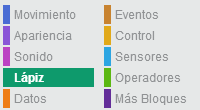 Movimiento
Apariencia
Sonido
Lápiz
Datos
Eventos
Control
Sensores
Operadores
Más Bloques